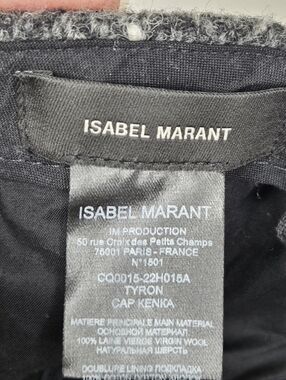 ISABEL MARANT
ISABEL MARANT
IM PRODUCTION
50 rue Croix des Petits Champs
75001 PARIS - FRANCE
N°1501
CQ0015-22H015A
TYRON
CAP KENKA
MATIERE PRINCIPALE MAIN MATERIAL
ОСНОВНОЙ МАТЕРИАЛ
100% LAINE VIERGE VIRGIN WOOL
НАТУРАЛЬНАЯ ШЕРСТЬ
DOUBLURE LINING ПОДКЛАДКА